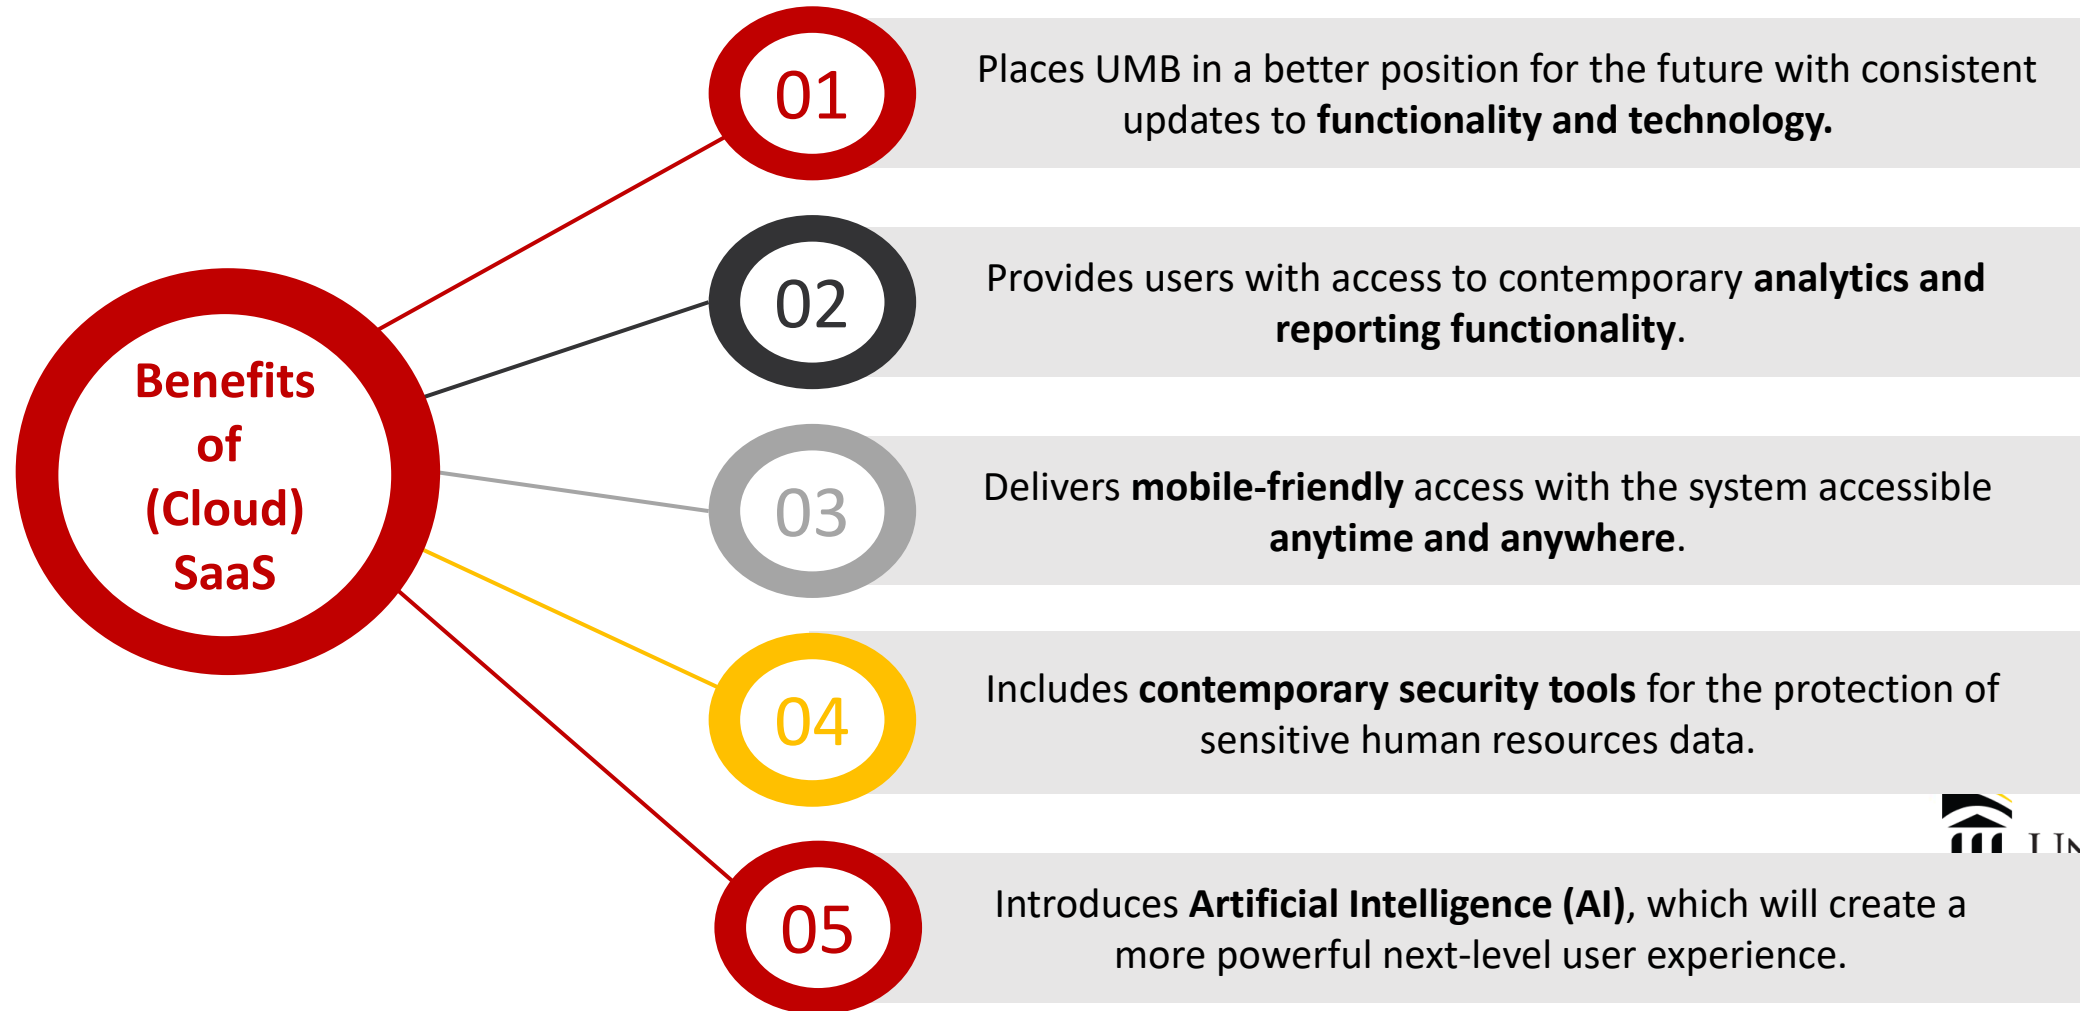 Benefits
of
(Cloud)
SaaS
01
Places UMB in a better position for the future with consistent
updates to functionality and technology.
02
Provides users with access to contemporary analytics and
reporting functionality.
03
Delivers mobile-friendly access with the system accessible
anytime and anywhere.
04
Includes contemporary security tools for the protection of
sensitive human resources data.
05
Introduces Artificial Intelligence (AI), which will create a
more powerful next-level user experience.